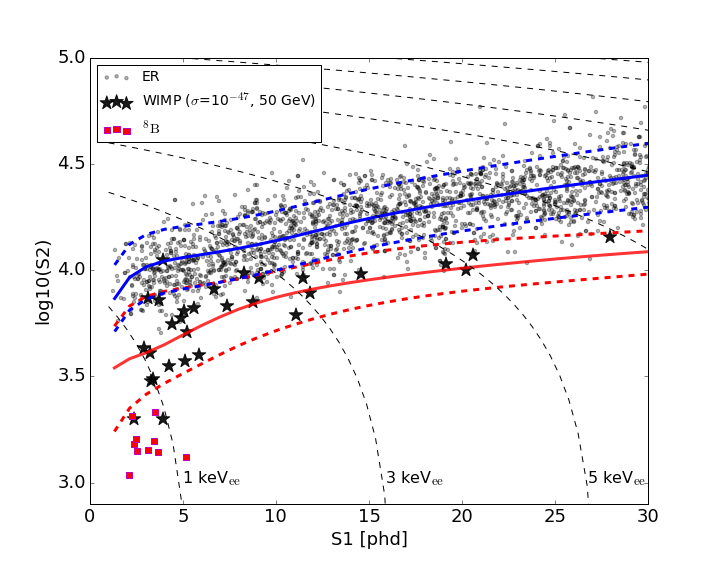 ER
WIMP (σ=10⁻⁴⁷, 50 GeV)
⁸B
5.0
4.5
4.0
3.5
3.0
log10(S2)
1 keVₑₑ
3 keVₑₑ
5 keVₑₑ
0 5 10 15 20 25 30
S1 [phd]